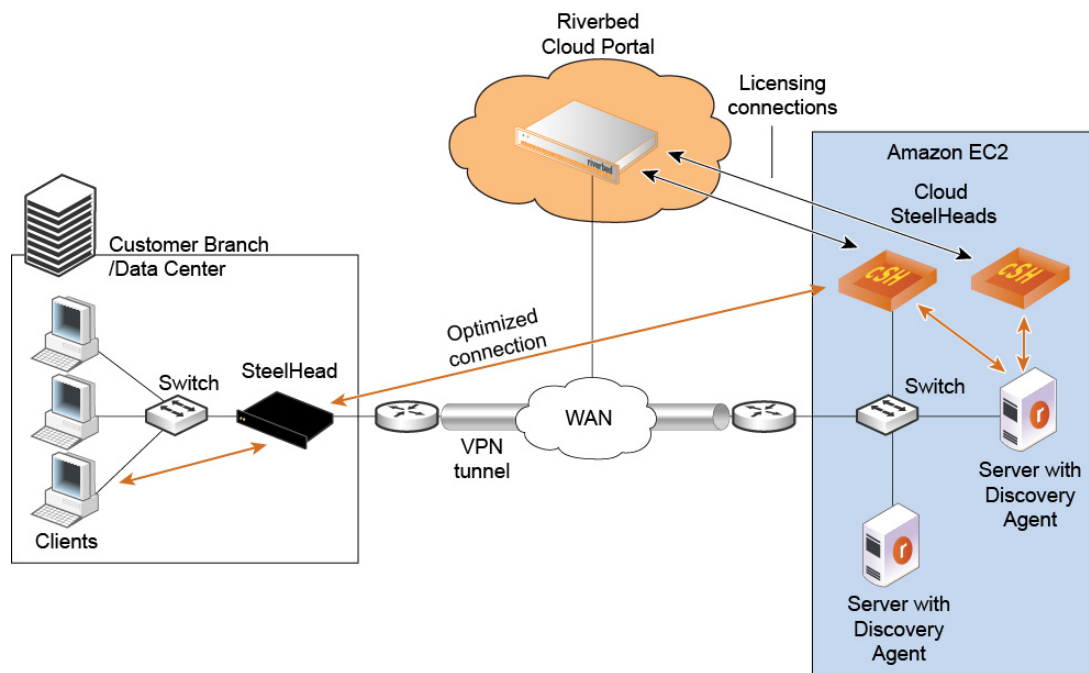 Riverbed
Cloud Portal
Licensing
connections
riverbed
Amazon EC2
Cloud
SteelHeads
cSH
cSH
Customer Branch
/Data Center
Optimized
connection
Switch
SteelHead
WAN
VPN
tunnel
Clients
Switch
r
Server with
Discovery
Agent
r
Server with
Discovery
Agent